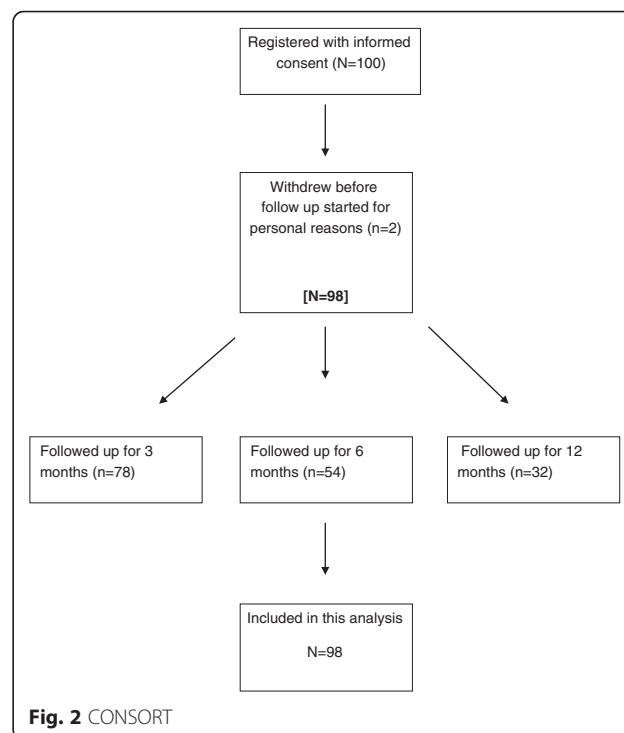 Registered with informed
consent (N=100)
Withdrew before
follow up started for
personal reasons (n=2)
[N=98]
Followed up for 3
months (n=78)
Followed up for 6
months (n=54)
Followed up for 12
months (n=32)
Included in this analysis
N=98
Fig. 2 CONSORT